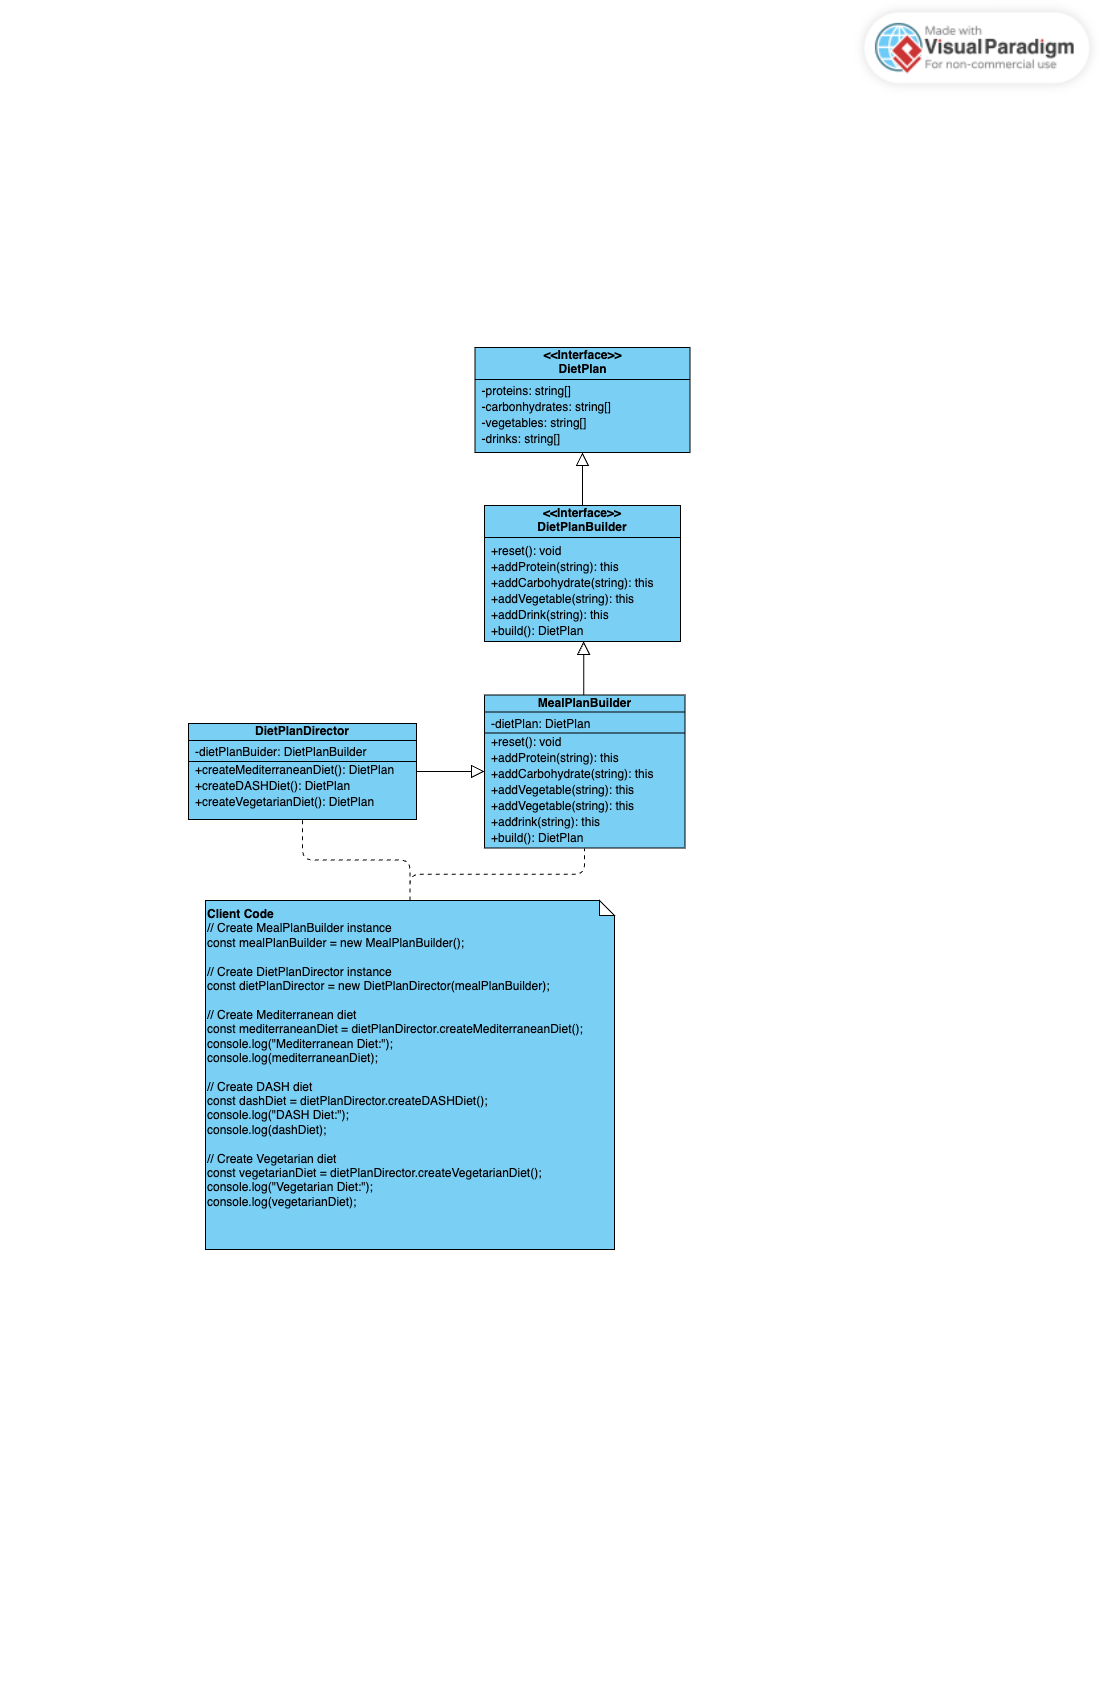 Made with
Visual Paradigm
For non-commercial use
<<Interface>>
DietPlan
-proteins: string[]
-carbonhydrates: string[]
-vegetables: string[]
-drinks: string[]
<<Interface>>
DietPlanBuilder
+reset(): void
+addProtein(string): this
+addCarbohydrate(string): this
+addVegetable(string): this
+addDrink(string): this
+build(): DietPlan
MealPlanBuilder
-dietPlan: DietPlan
+reset(): void
+addProtein(string): this
+addCarbohydrate(string): this
+addVegetable(string): this
+addVegetable(string): this
+addrink(string): this
+build(): DietPlan
DietPlanDirector
-dietPlanBuider: DietPlanBuilder
+createMediterraneanDiet(): DietPlan
+createDASHDiet(): DietPlan
+createVegetarianDiet(): DietPlan
Client Code
// Create MealPlanBuilder instance
const mealPlanBuilder = new MealPlanBuilder();
// Create DietPlanDirector instance
const dietPlanDirector = new DietPlanDirector(mealPlanBuilder);
// Create Mediterranean diet
const mediterraneanDiet = dietPlanDirector.createMediterraneanDiet();
console.log("Mediterranean Diet:");
console.log(mediterraneanDiet);
// Create DASH diet
const dashDiet = dietPlanDirector.createDASHDiet();
console.log("DASH Diet:");
console.log(dashDiet);
// Create Vegetarian diet
const vegetarianDiet = dietPlanDirector.createVegetarianDiet();
console.log("Vegetarian Diet:");
console.log(vegetarianDiet);